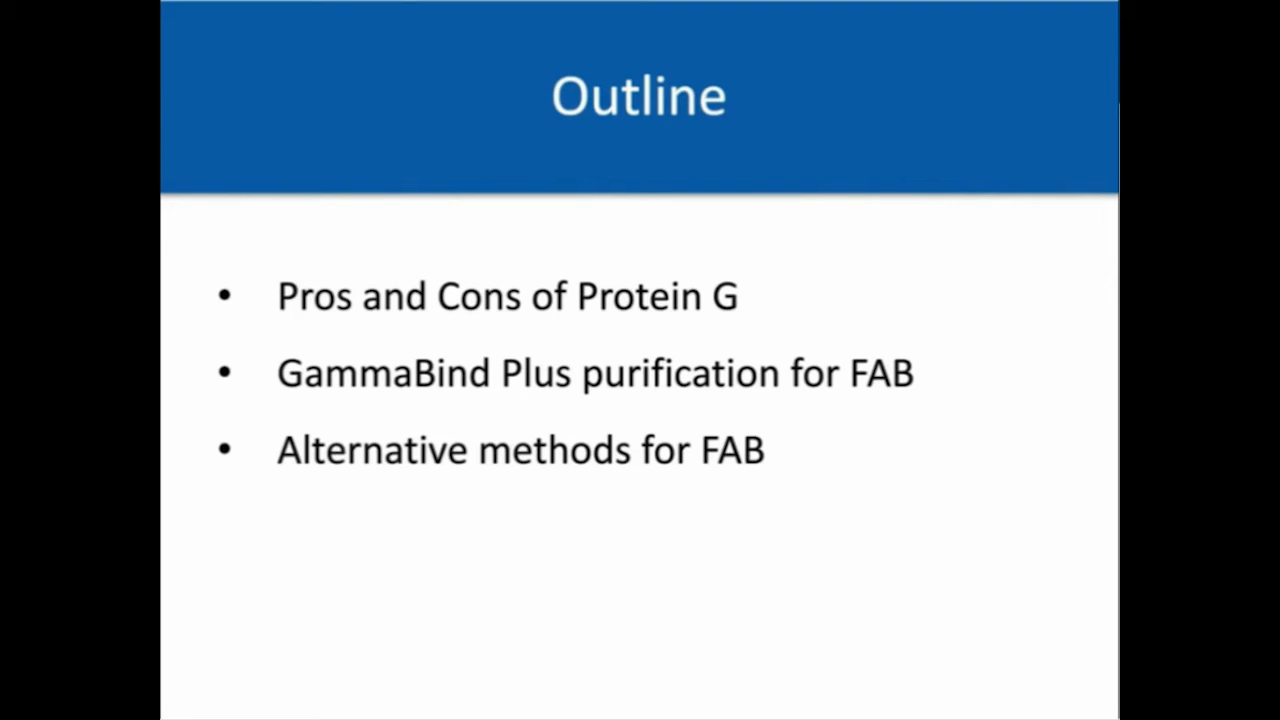 Outline
• Pros and Cons of Protein G
• GammaBind Plus purification for FAB
• Alternative methods for FAB